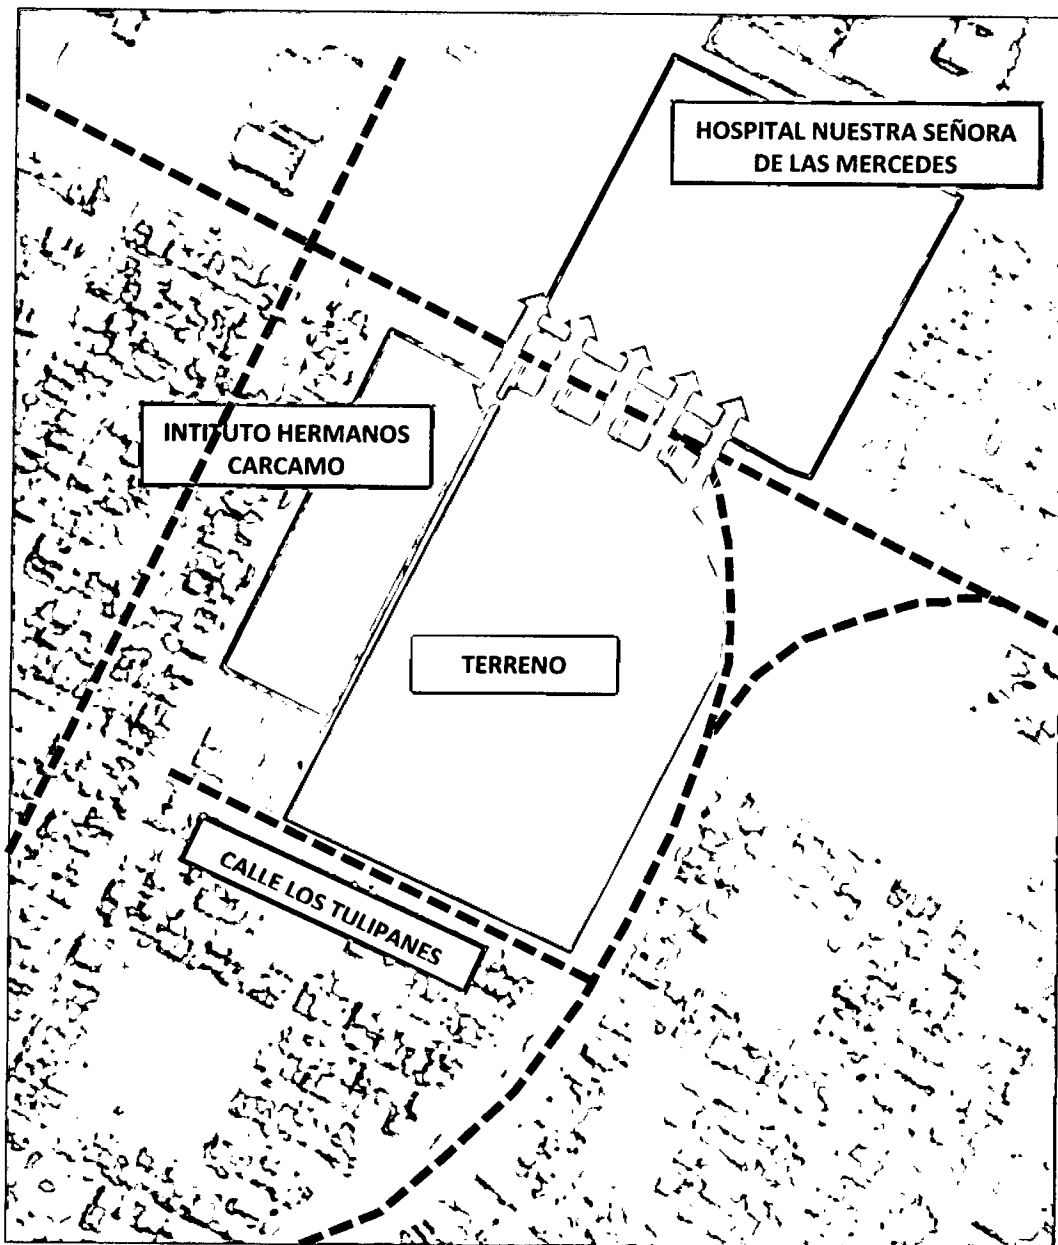 HOSPITAL NUESTRA SEÑORA
DE LAS MERCEDES
INTITUTO HERMANOS
CARCAMO
TERRENO
CALLE LOS TULIPANES